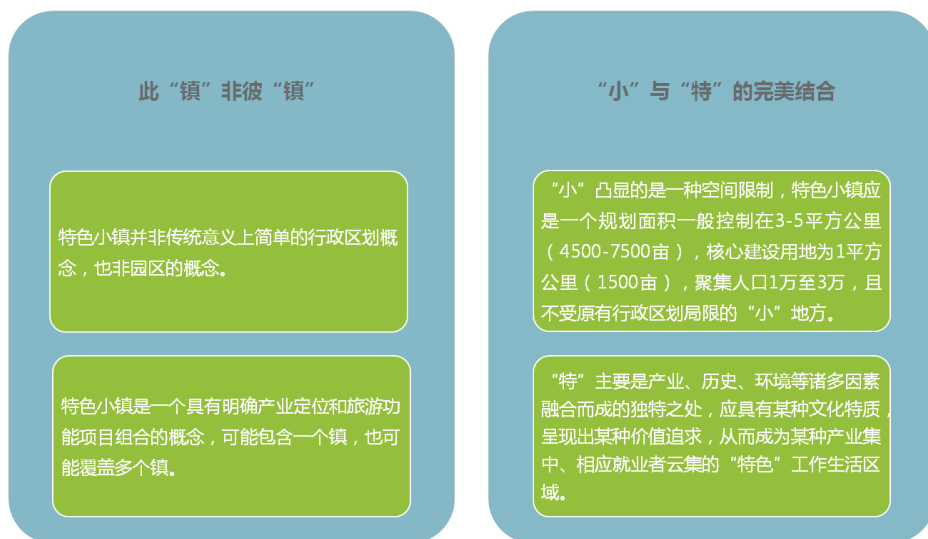 此“镇”非彼“镇”
特色小镇并非传统意义上简单的行政区划概
念，也非园区的概念。
特色小镇是一个具有明确产业定位和旅游功
能项目组合的概念，可能包含一个镇，也可
能覆盖多个镇。
“小”与“特”的完美结合
“小”凸显的是一种空间限制，特色小镇应
是一个规划面积一般控制在3-5平方公里
（4500-7500亩），核心建设用地为1平方
公里（1500亩），聚集人口1万至3万，且
不受原有行政区划局限的“小”地方。
“特”主要是产业、历史、环境等诸多因素
融合而成的独特之处，应具有某种文化特质，
呈现出某种价值追求，从而成为某种产业集
中、相应就业者云集的“特色”工作生活区
域。